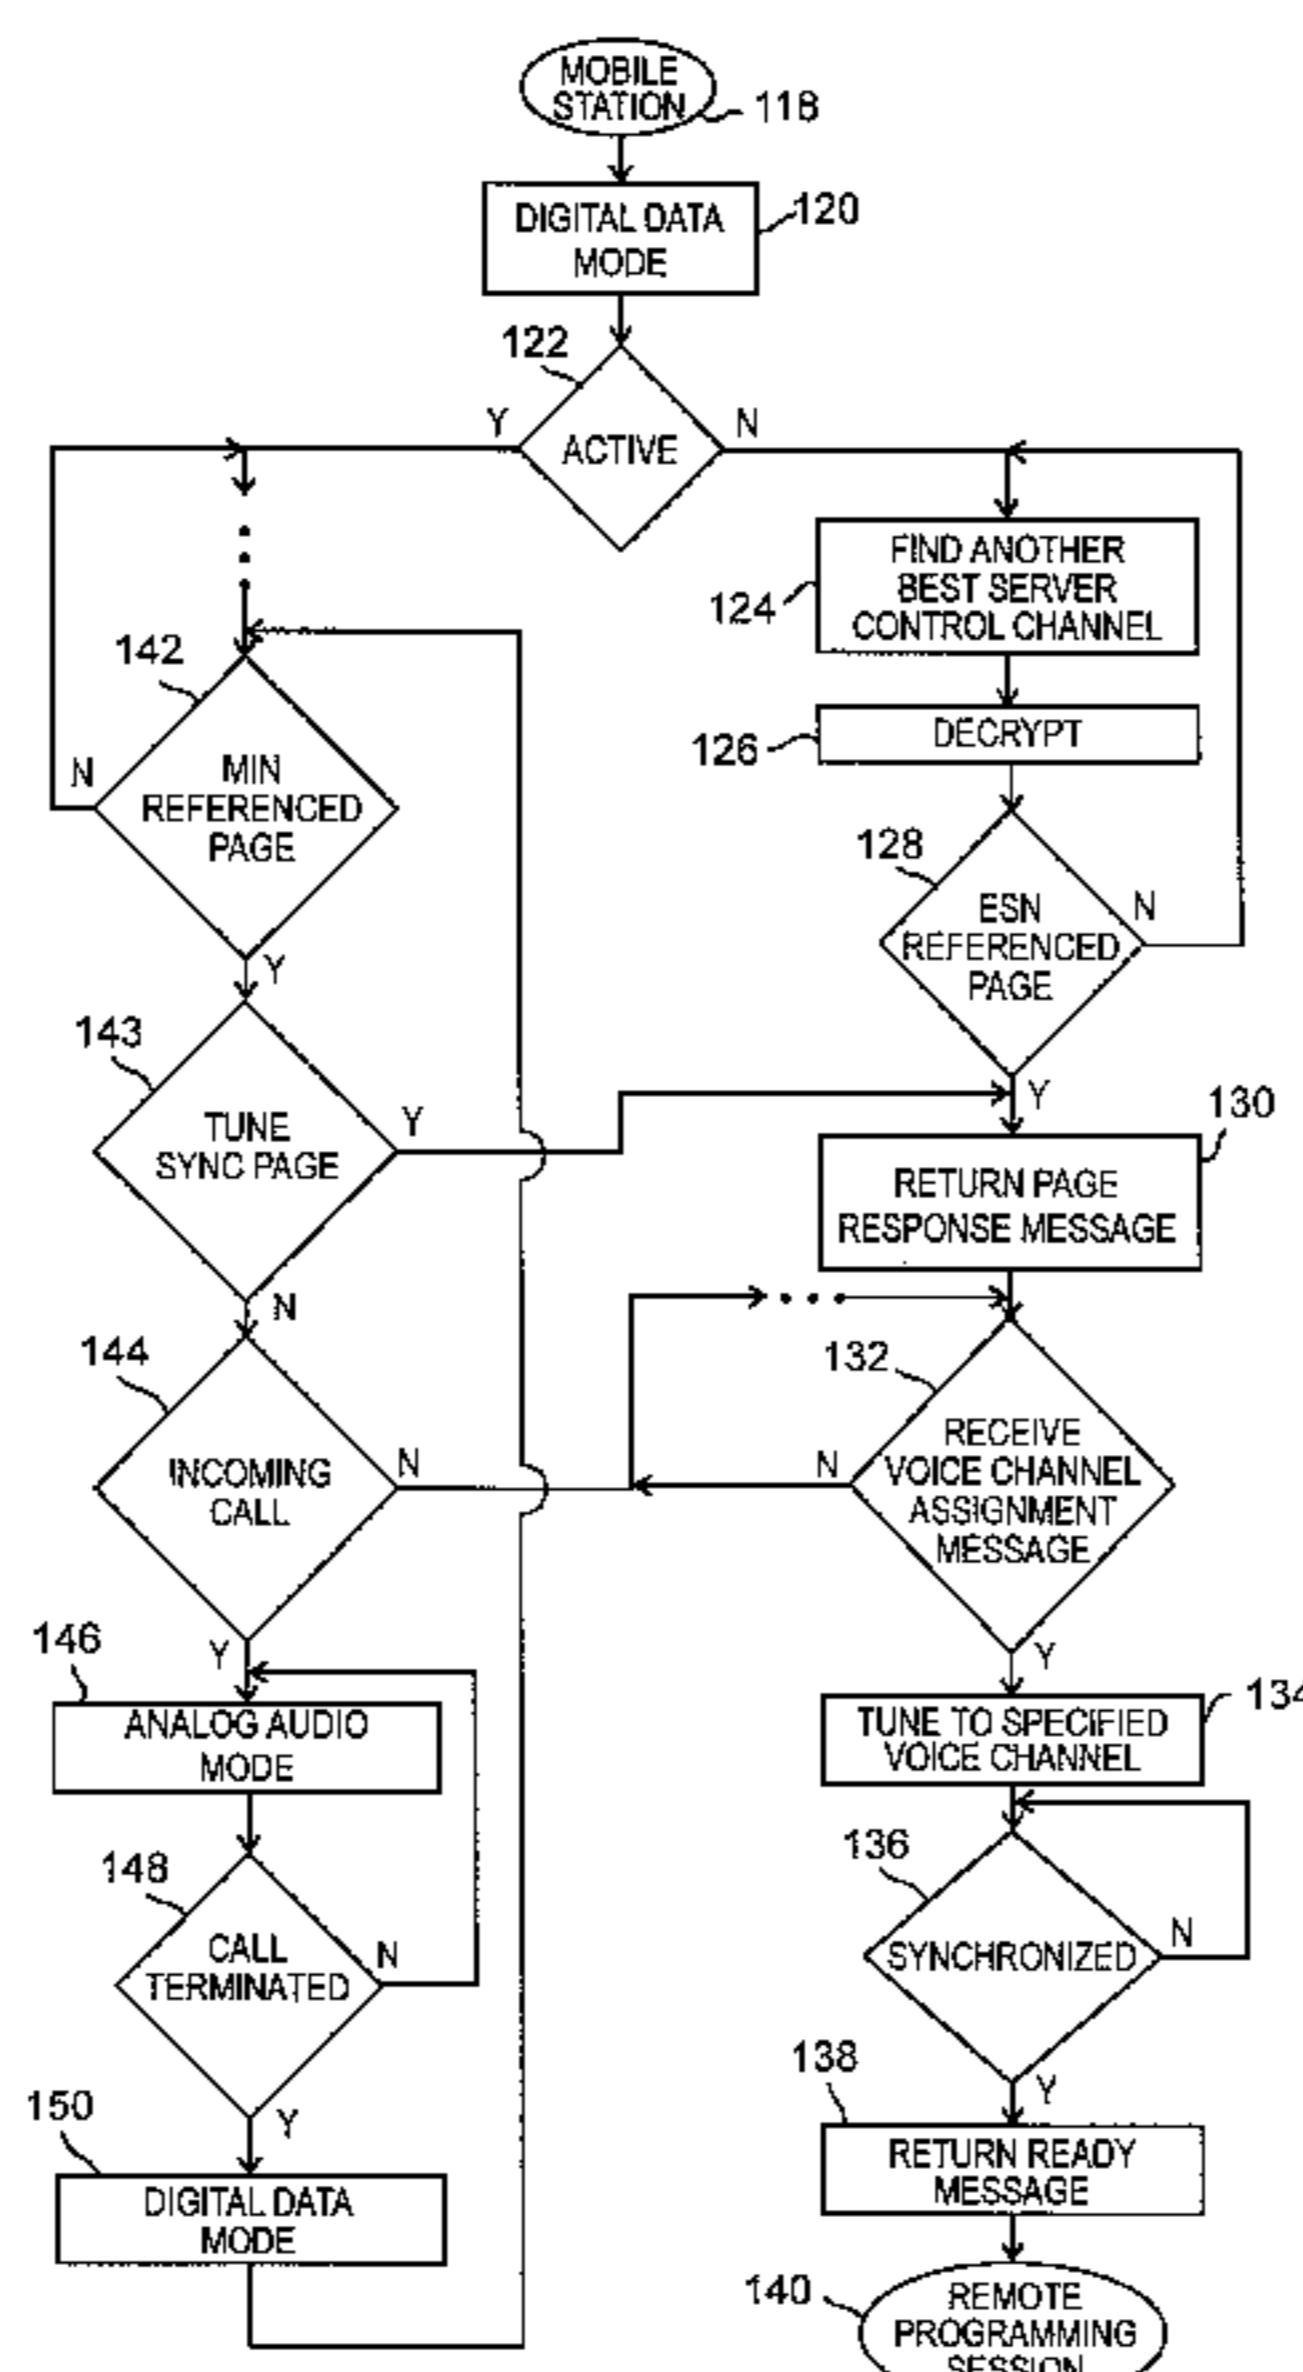 MOBILE
STATION
118
DIGITAL DATA
MODE
120
122
Y
ACTIVE
N
FIND ANOTHER
BEST SERVER
CONTROL CHANNEL
124
DECRYPT
126
128
ESN
REFERENCED
PAGE
N
Y
142
MIN
REFERENCED
PAGE
N
Y
143
TUNE
SYNC PAGE
Y
N
130
RETURN PAGE
RESPONSE MESSAGE
144
INCOMING
CALL
N
Y
132
RECEIVE
VOICE CHANNEL
ASSIGNMENT
MESSAGE
N
Y
146
ANALOG AUDIO
MODE
134
TUNE TO SPECIFIED
VOICE CHANNEL
148
CALL
TERMINATED
N
Y
136
SYNCHRONIZED
N
Y
150
DIGITAL DATA
MODE
138
RETURN READY
MESSAGE
140
REMOTE
PROGRAMMING
SESSION